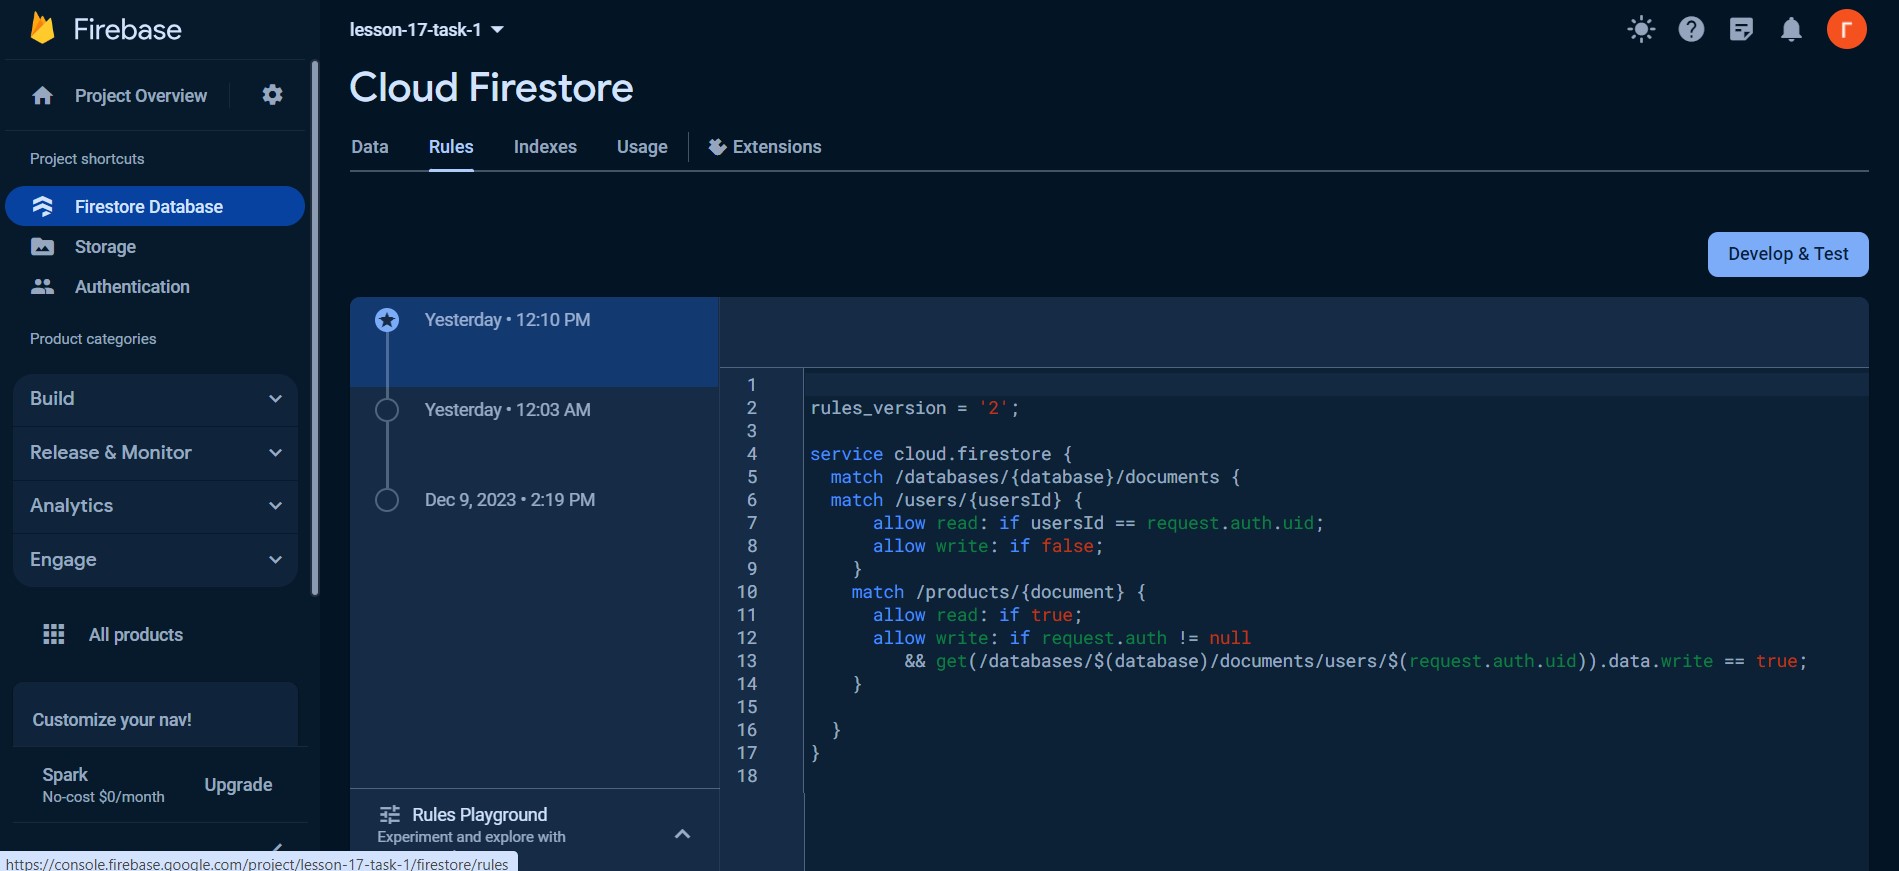 Firebase
lesson-17-task-1
Г
Project Overview
Cloud Firestore
Data Rules Indexes Usage Extensions
Project shortcuts
Firestore Database
Storage
Authentication
Product categories
Build
Release & Monitor
Analytics
Engage
All products
Customize your nav!
Spark
No-cost $0/month
Upgrade
Develop & Test
Yesterday • 12:10 PM
Yesterday • 12:03 AM
Dec 9, 2023 • 2:19 PM
Rules Playground
Experiment and explore with
1
2 rules_version = '2';
3
4 service cloud.firestore {
5 match /databases/{database}/documents {
6 match /users/{usersId} {
7 allow read: if usersId == request.auth.uid;
8 allow write: if false;
9 }
10 match /products/{document} {
11 allow read: if true;
12 allow write: if request.auth != null
13 && get(/databases/$(database)/documents/users/$(request.auth.uid)).data.write == true;
14 }
15
16 }
17 }
18
https://console.firebase.google.com/project/lesson-17-task-1/firestore/rules